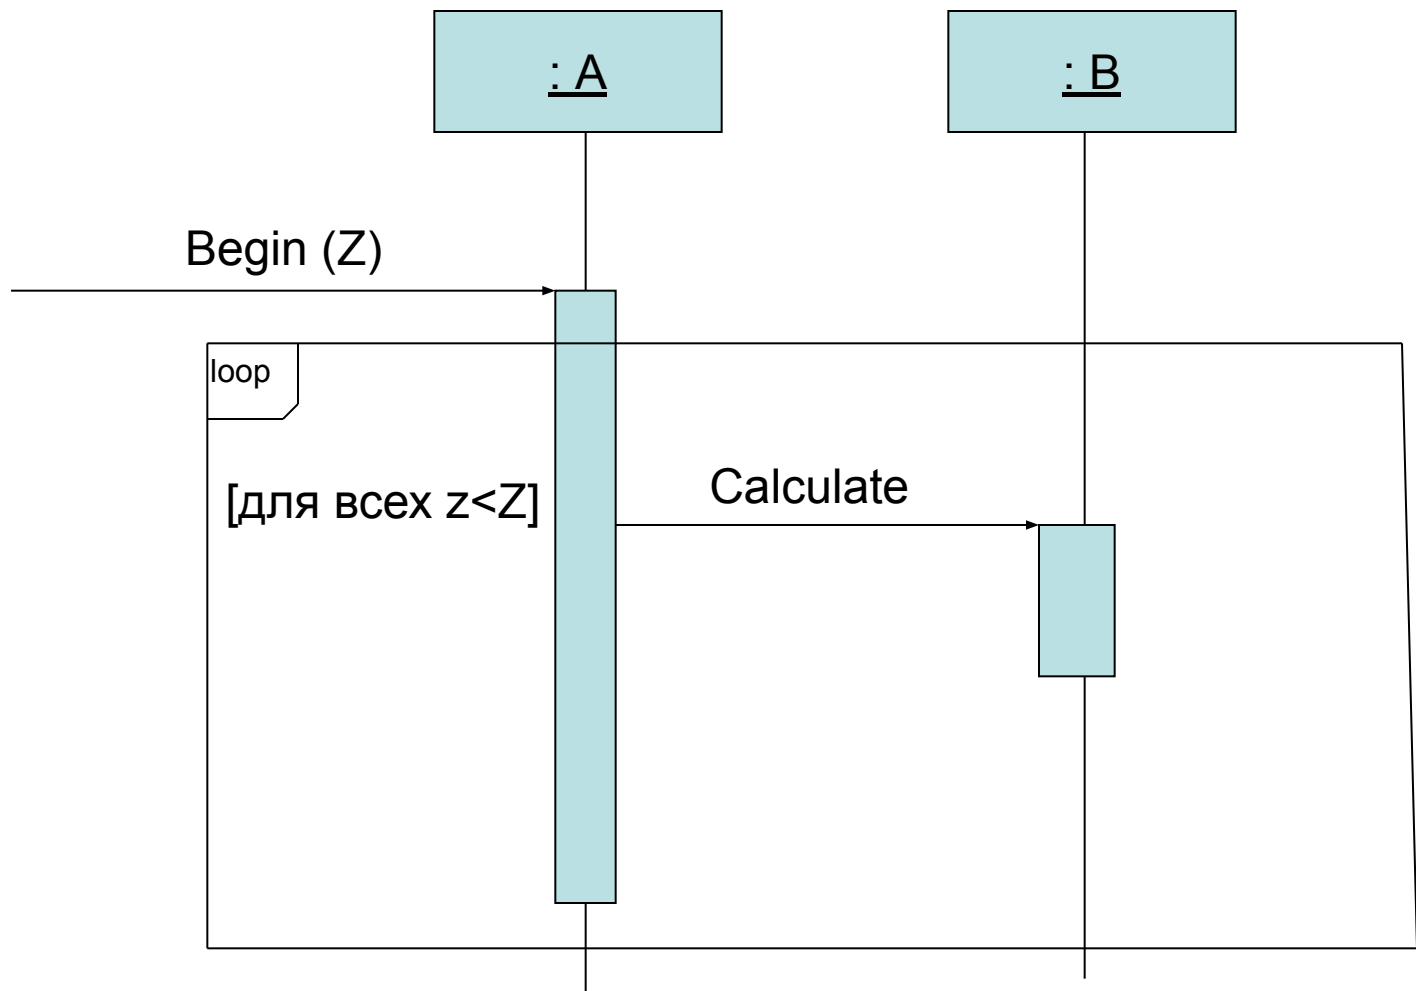 : A
: B
Begin (Z)
loop
[для всех z<Z]
Calculate